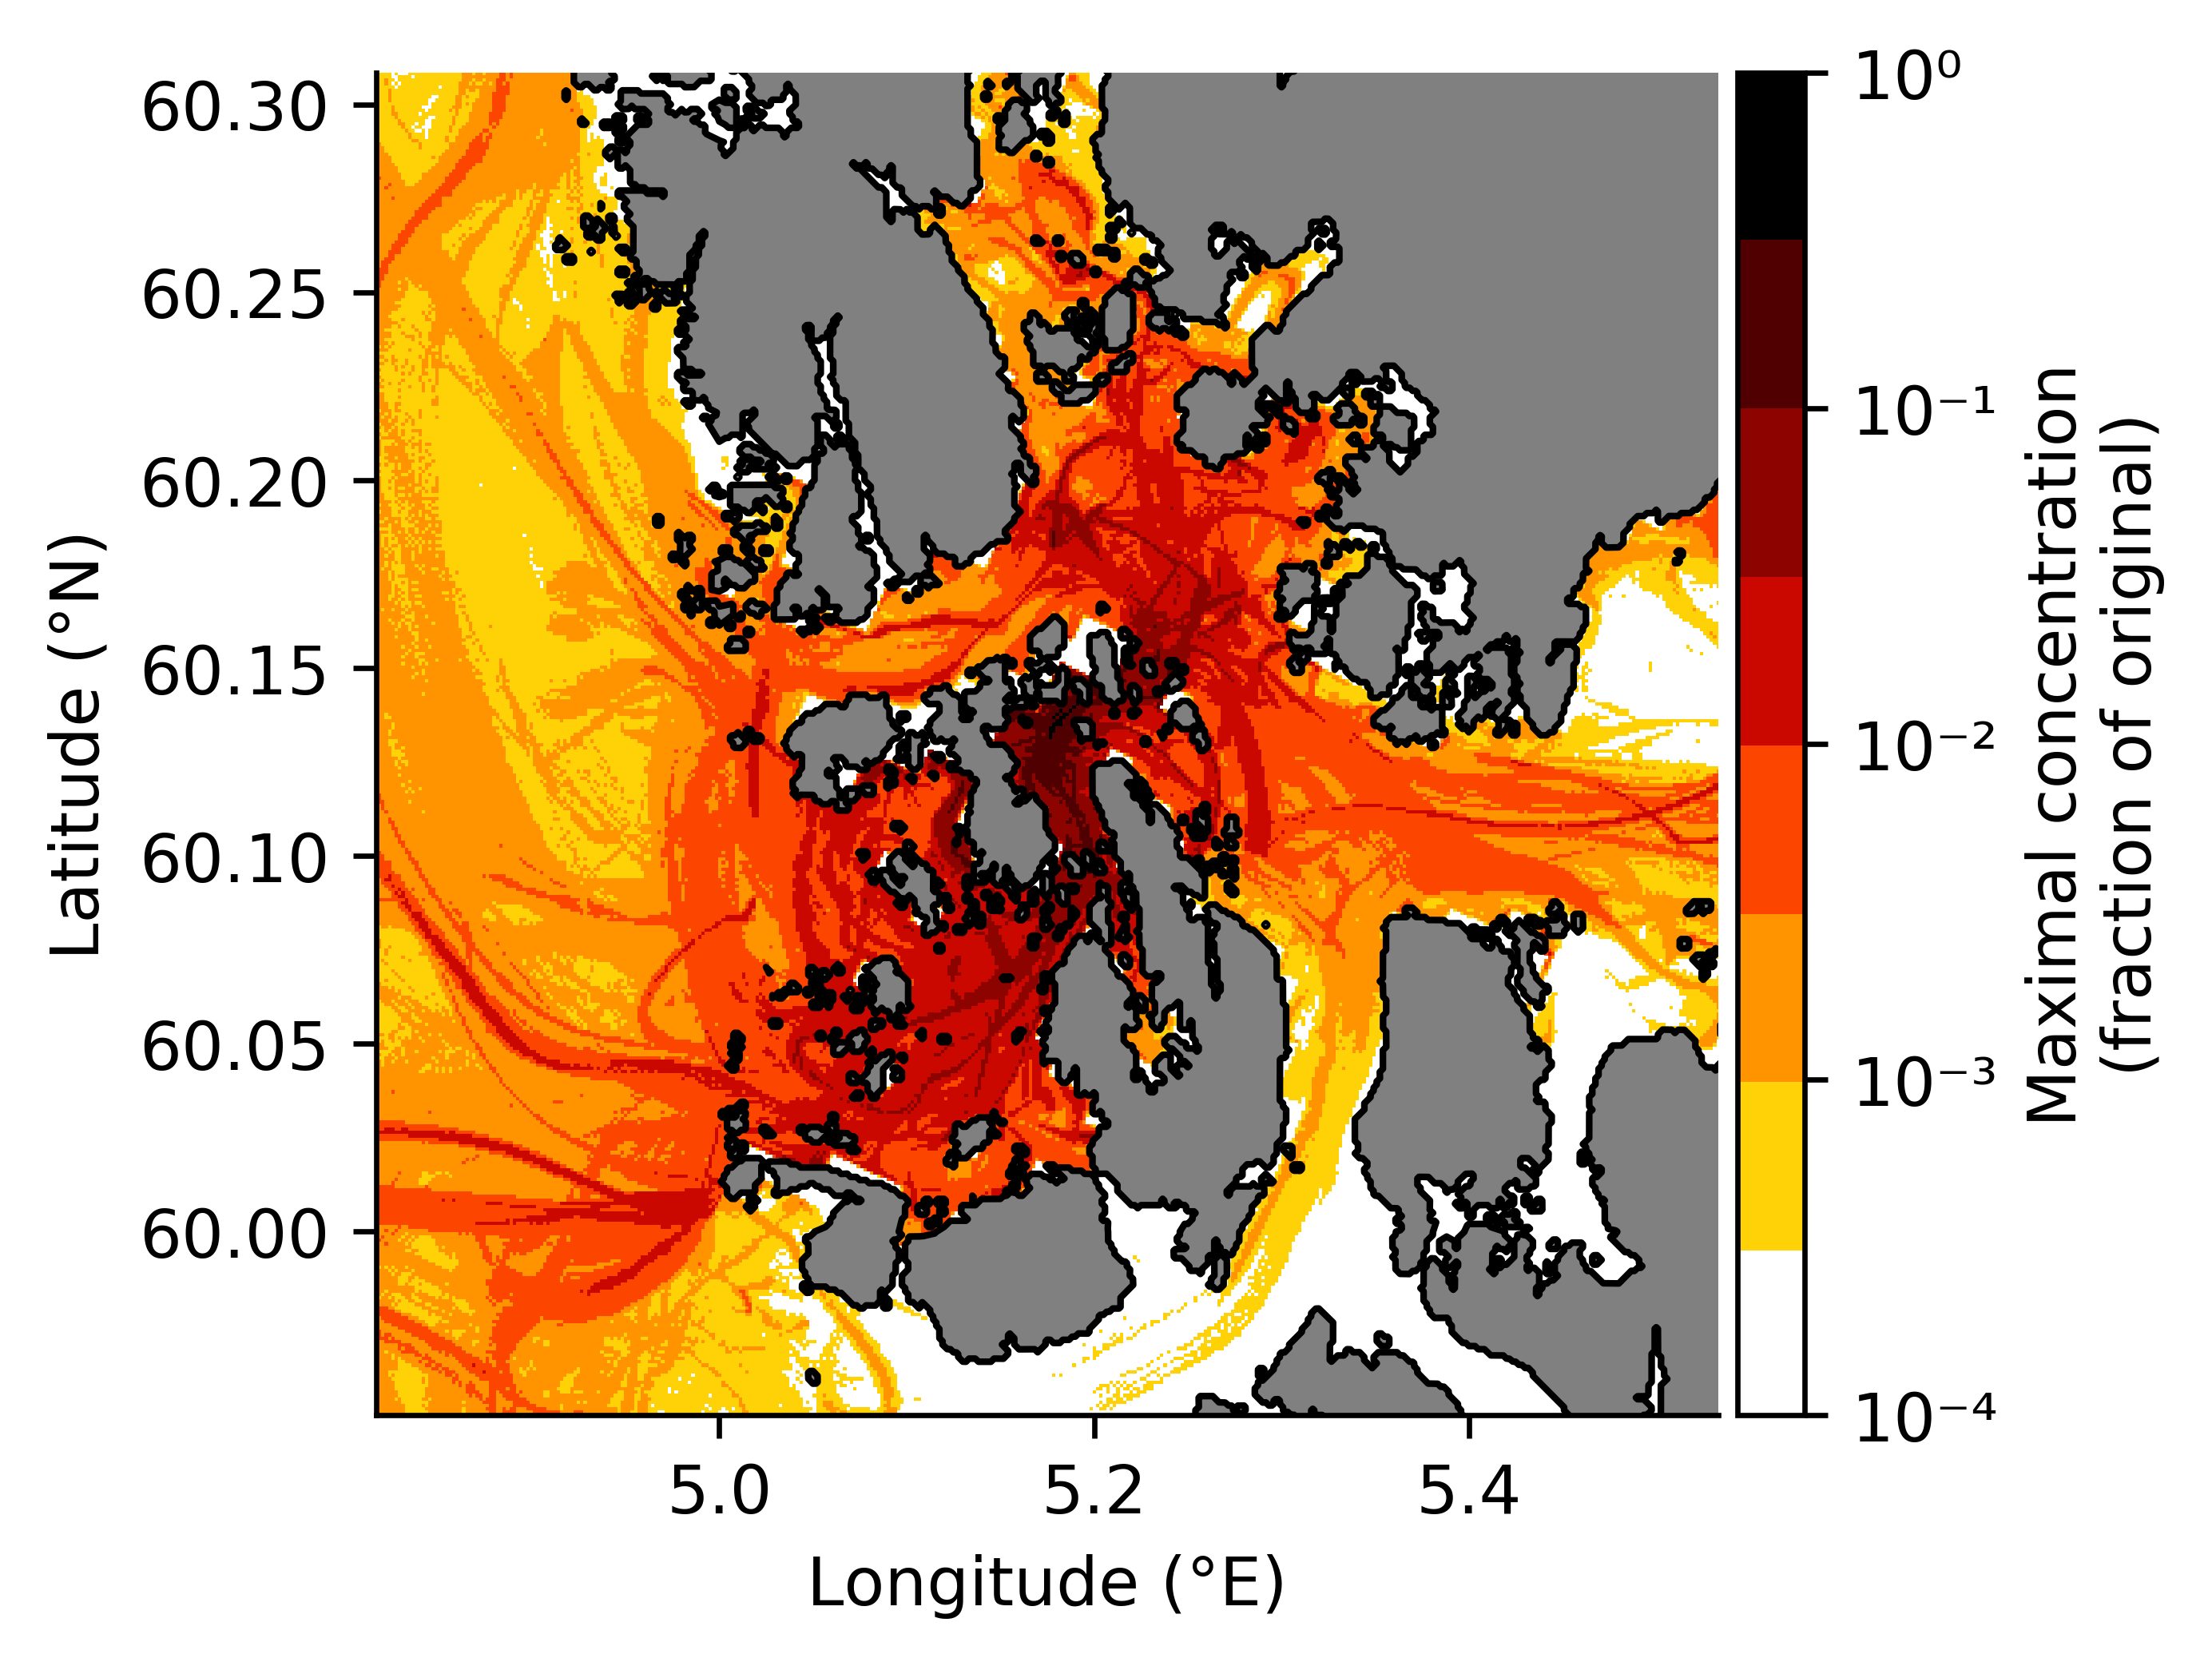 60.30
60.25
60.20
60.15
60.10
60.05
60.00
Latitude (°N)
5.0 5.2 5.4
Longitude (°E)
10⁰
10⁻¹
10⁻²
10⁻³
10⁻⁴
Maximal concentration
(fraction of original)